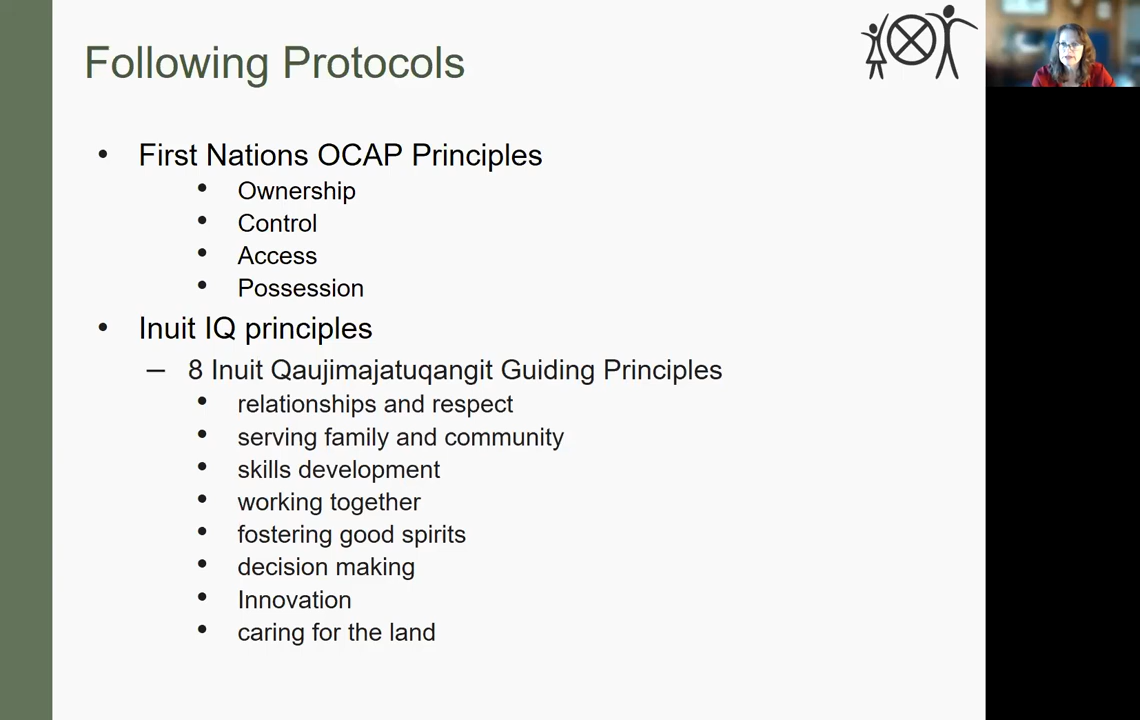 Following Protocols
• First Nations OCAP Principles
• Ownership
• Control
• Access
• Possession
• Inuit IQ principles
– 8 Inuit Qaujimajatuqangit Guiding Principles
• relationships and respect
• serving family and community
• skills development
• working together
• fostering good spirits
• decision making
• Innovation
• caring for the land